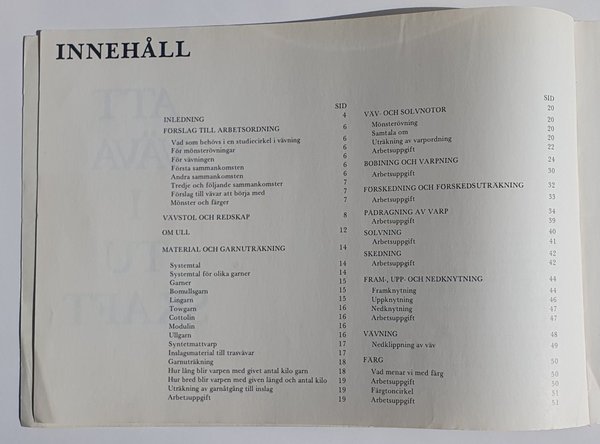 INNEHÅLL
SID
INLEDNING 4
FORSLAG TILL ARBETSORDNING 6
Vad som behövs i en studiecirkel i vävning 6
För mönsterövningar 6
För vävningen 6
Första sammankomsten 6
Andra sammankomsten 6
Tredje och följande sammankomster 7
Förslag till vävar att börja med 7
Mönster och färger 7
VÄVSTOL OCH REDSKAP 8
OM ULL 12
MATERIAL OCH GARNUTRÄKNING 14
Systemtal 14
Systemtal för olika garner 14
Garner 15
Bomullsgarn 15
Lingarn 15
Towgarn 16
Cottolin 16
Modulin 16
Ullgarn 16
Syntetmattvarp 17
Inslagsmaterial till trasvävar 17
Garnuträkning 18
Hur lång blir varpen med givet antal kilo garn 18
Hur bred blir varpen med given längd och antal kilo 19
Uträkning av garnåtgång till inslag 19
Arbetsuppgift 19
SID
VÄV- OCH SOLVNOTOR 20
Mönsterövning 20
Samtala om 20
Uträkning av varpordning 20
Arbetsuppgift 22
BOBINING OCH VARPNING 24
Arbetsuppgift 30
FORSKEDNING OCH FORSKEDSUTRÄKNING 32
Arbetsuppgift 33
PÅDRAGNING AV VARP 34
Arbetsuppgift 39
SOLVNING 40
Arbetsuppgift 41
SKEDNING 42
Arbetsuppgift 42
FRAM-, UPP- OCH NEDKNYTNING 44
Framknytning 44
Uppknytning 46
Nedknytning 47
Arbetsuppgift 47
VÄVNING 48
Nedklippning av väv 49
FÄRG 50
Vad menar vi med färg 50
Arbetsuppgift 50
Färgtoncirkel 51
Arbetsuppgift 51